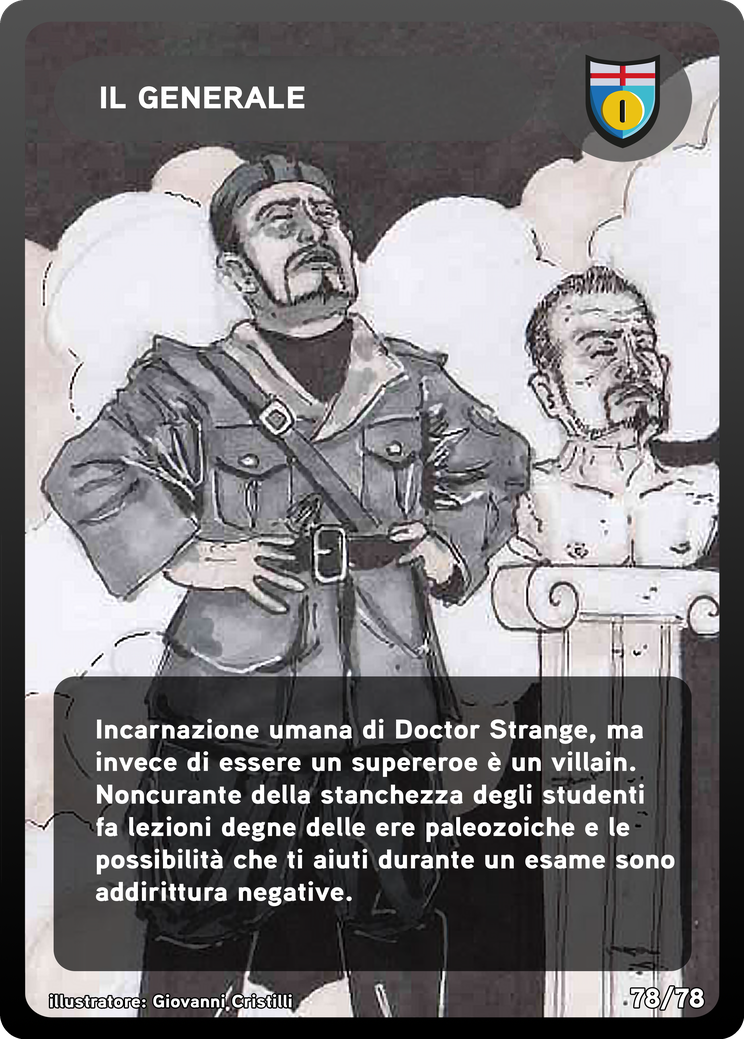 IL GENERALE
I
Incarnazione umana di Doctor Strange, ma
invece di essere un supereroe è un villain.
Noncurante della stanchezza degli studenti
fa lezioni degne delle ere paleozoiche e le
possibilità che ti aiuti durante un esame sono
addirittura negative.
illustratore: Giovanni Cristilli
78/78